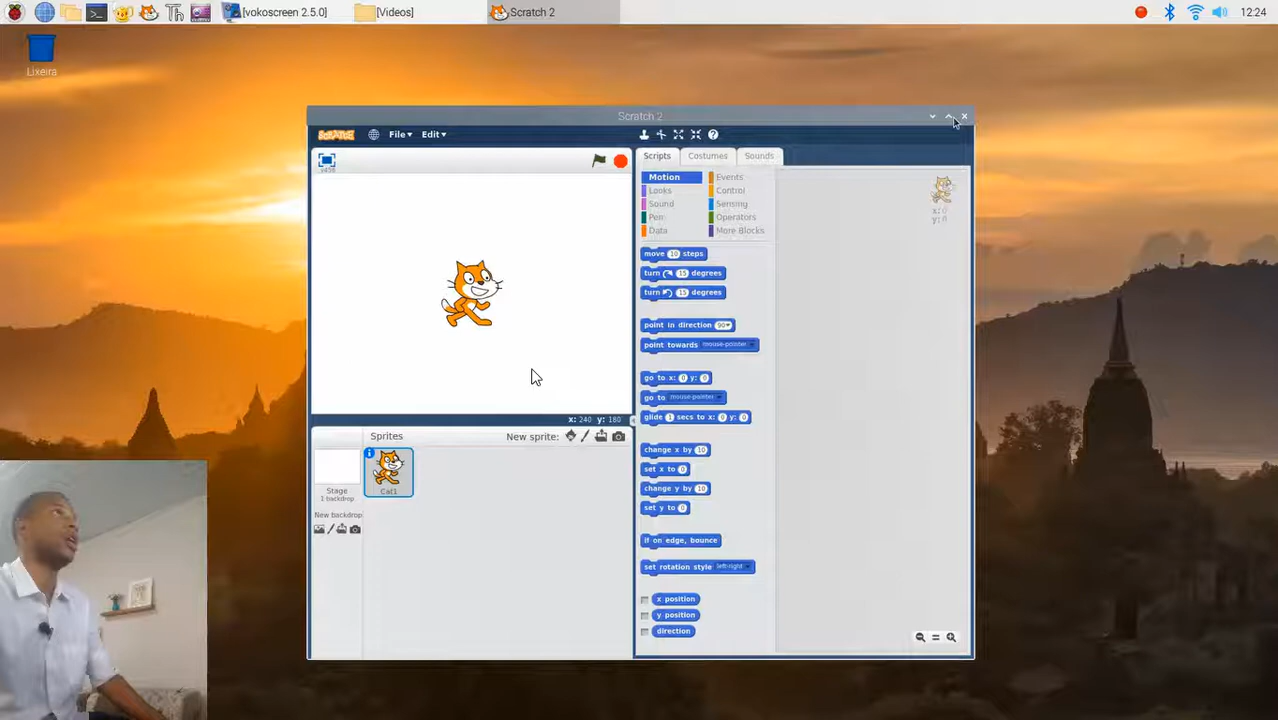 [vokoscreen 2.5.0]
[Videos]
Scratch 2
12:24
Lixeira
Scratch 2
SCRATCH
File
Edit
v456
Scripts
Costumes
Sounds
Motion
Events
Looks
Control
Sound
Sensing
Pen
Operators
Data
More Blocks
x: 0
y: 0
move 10 steps
turn 15 degrees
turn 15 degrees
point in direction 90
point towards mouse-pointer
go to x: 0 y: 0
go to mouse-pointer
glide 1 secs to x: 0 y: 0
change x by 10
set x to 0
change y by 10
set y to 0
if on edge, bounce
set rotation style left-right
x position
y position
direction
x: 240 y: 180
Sprites
New sprite:
Stage
1 backdrop
Cat1
New backdrop